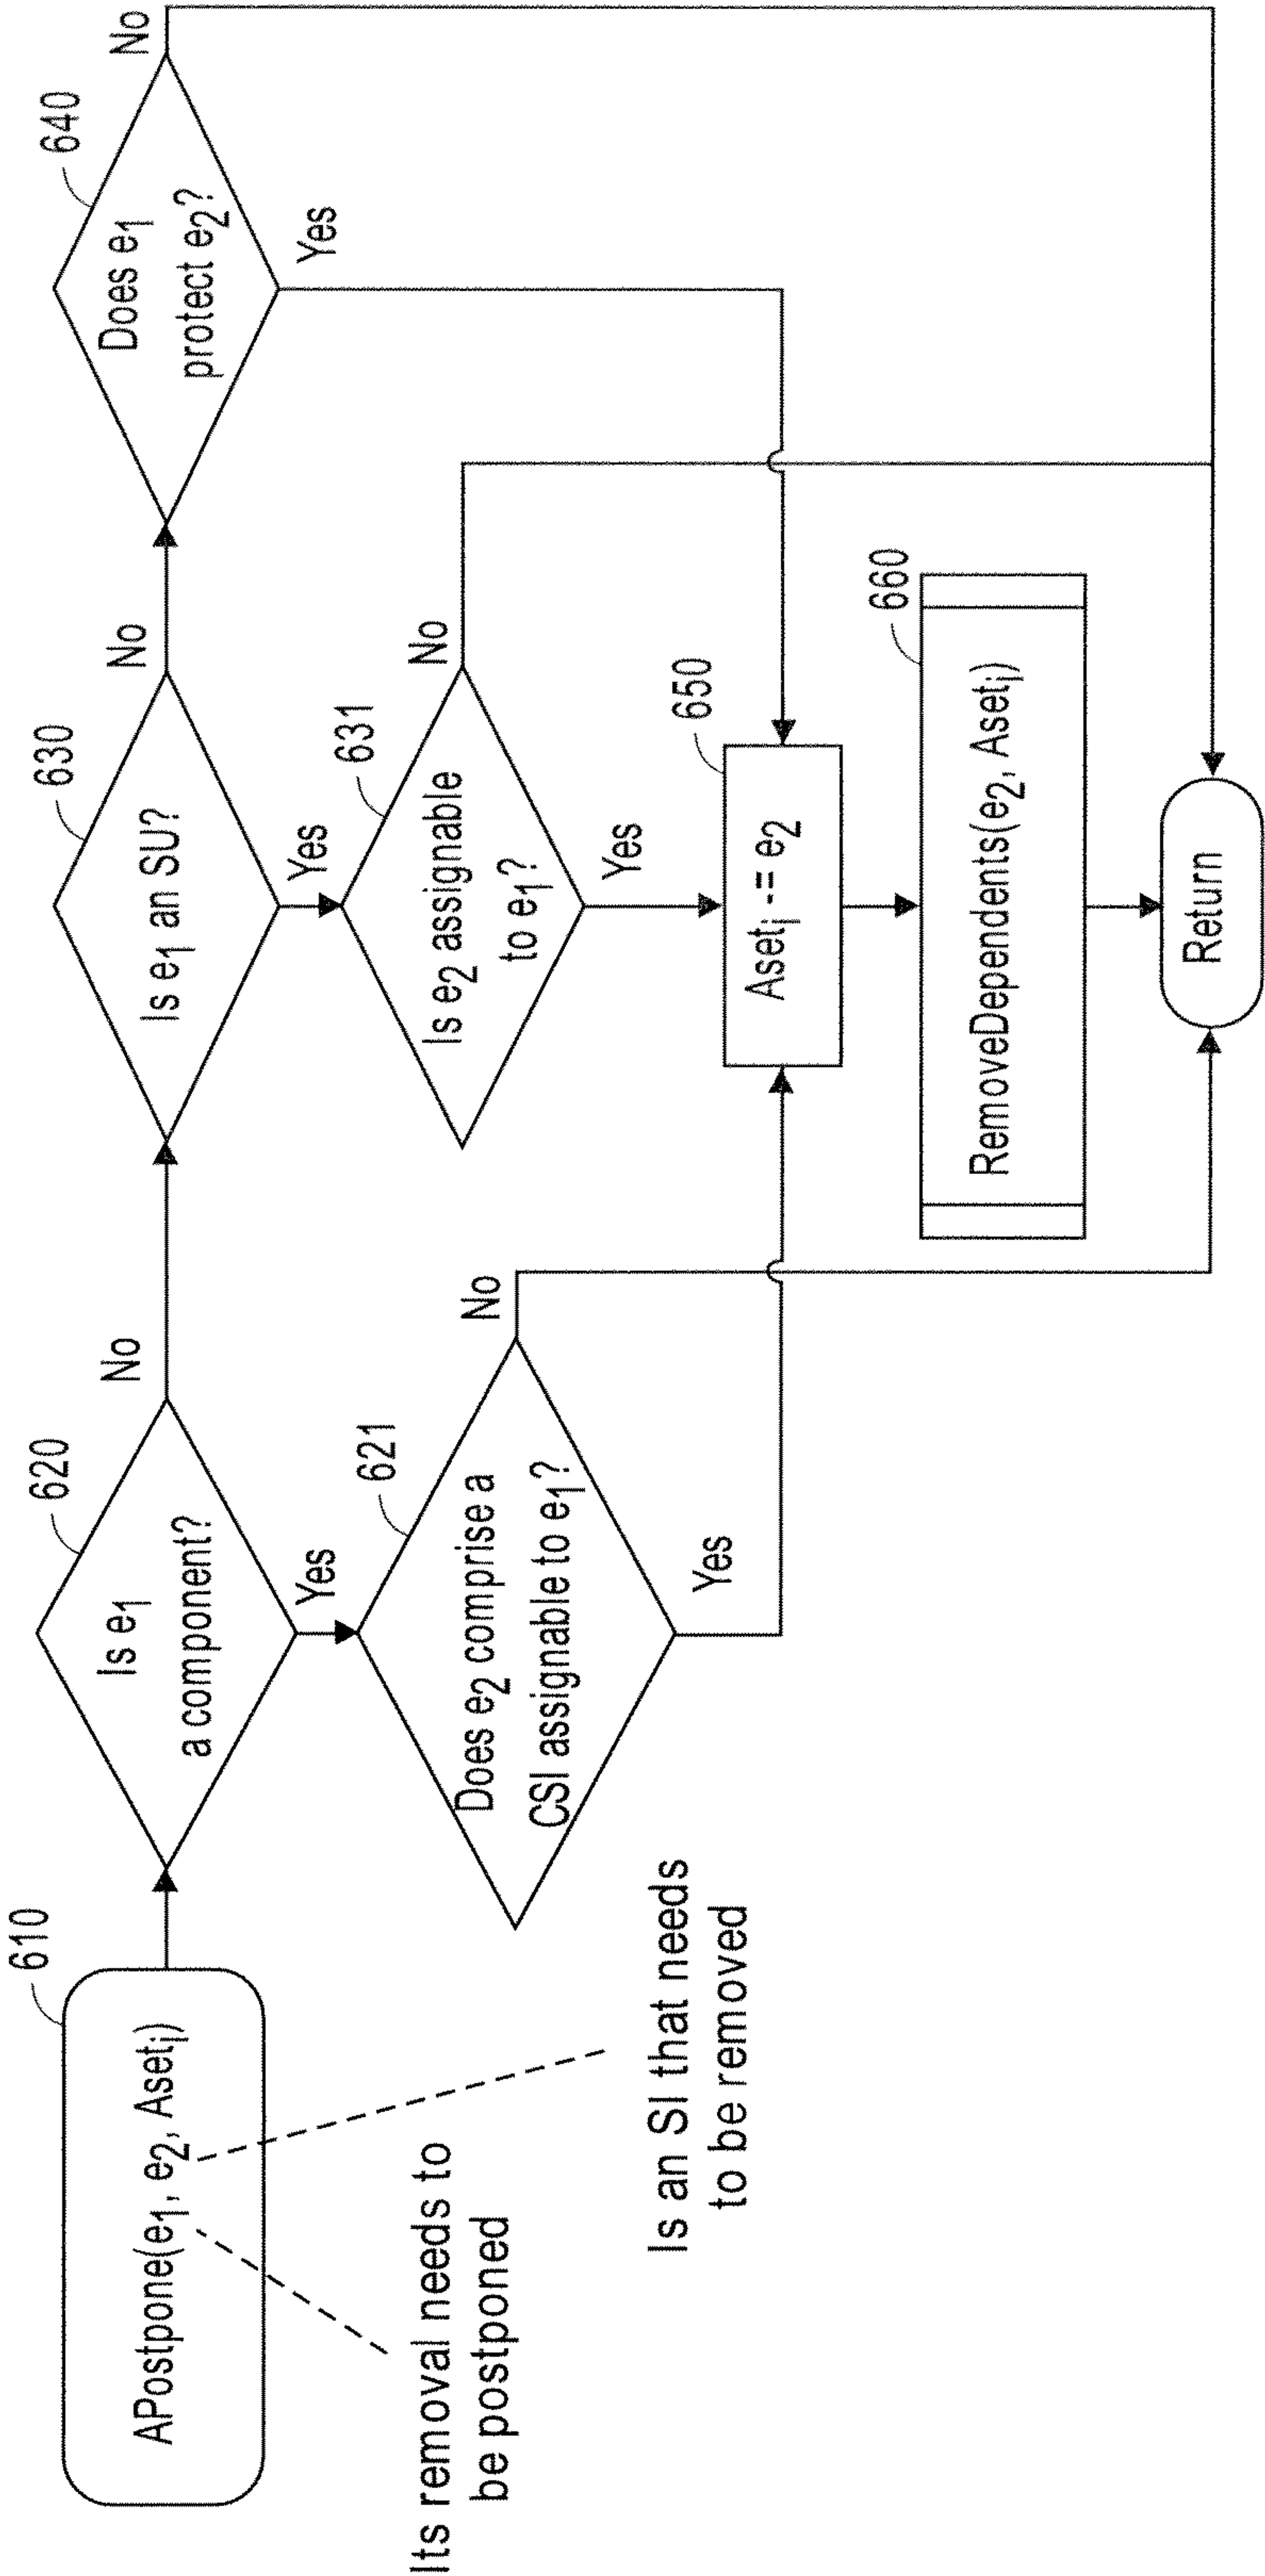 610
APostpone(e1, e2, Aseti)
Its removal needs to
be postponed
Is an SI that needs
to be removed
620
Is e1
a component?
No
Yes
621
Does e2 comprise a
CSI assignable to e1?
No
Yes
630
Is e1 an SU?
No
Yes
631
Is e2 assignable
to e1?
No
Yes
640
Does e1
protect e2?
No
Yes
650
Aseti -= e2
660
RemoveDependents(e2, Aseti)
Return